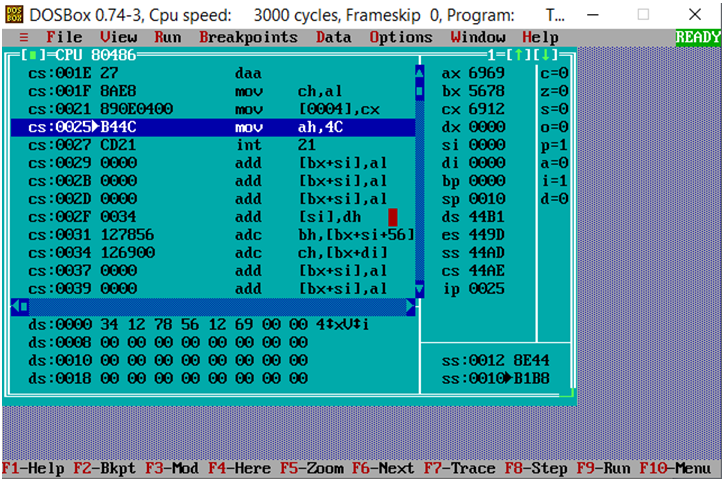 DOSBox 0.74-3, Cpu speed: 3000 cycles, Frameskip 0, Program: T...
≡ File View Run Breakpoints Data Options Window Help READY
[■]=CPU 80486 1=[↑][↓]
cs:001E 27 daa ax 6969 c=0
cs:001F 8AE8 mov ch,al bx 5678 z=0
cs:0021 890E0400 mov [0004],cx cx 6912 s=0
cs:0025►B44C mov ah,4C dx 0000 o=0
cs:0027 CD21 int 21 si 0000 p=1
cs:0029 0000 add [bx+si],al di 0000 a=0
cs:002B 0000 add [bx+si],al bp 0000 i=1
cs:002D 0000 add [bx+si],al sp 0010 d=0
cs:002F 0034 add [si],dh ds 44B1
cs:0031 127856 adc bh,[bx+si+56] es 449D
cs:0034 126900 adc ch,[bx+di] ss 44AD
cs:0037 0000 add [bx+si],al cs 44AE
cs:0039 0000 add [bx+si],al ip 0025
ds:0000 34 12 78 56 12 69 00 00 4↕xV↕i
ds:0008 00 00 00 00 00 00 00 00
ds:0010 00 00 00 00 00 00 00 00 ss:0012 8E44
ds:0018 00 00 00 00 00 00 00 00 ss:0010►B1B8
F1-Help F2-Bkpt F3-Mod F4-Here F5-Zoom F6-Next F7-Trace F8-Step F9-Run F10-Menu